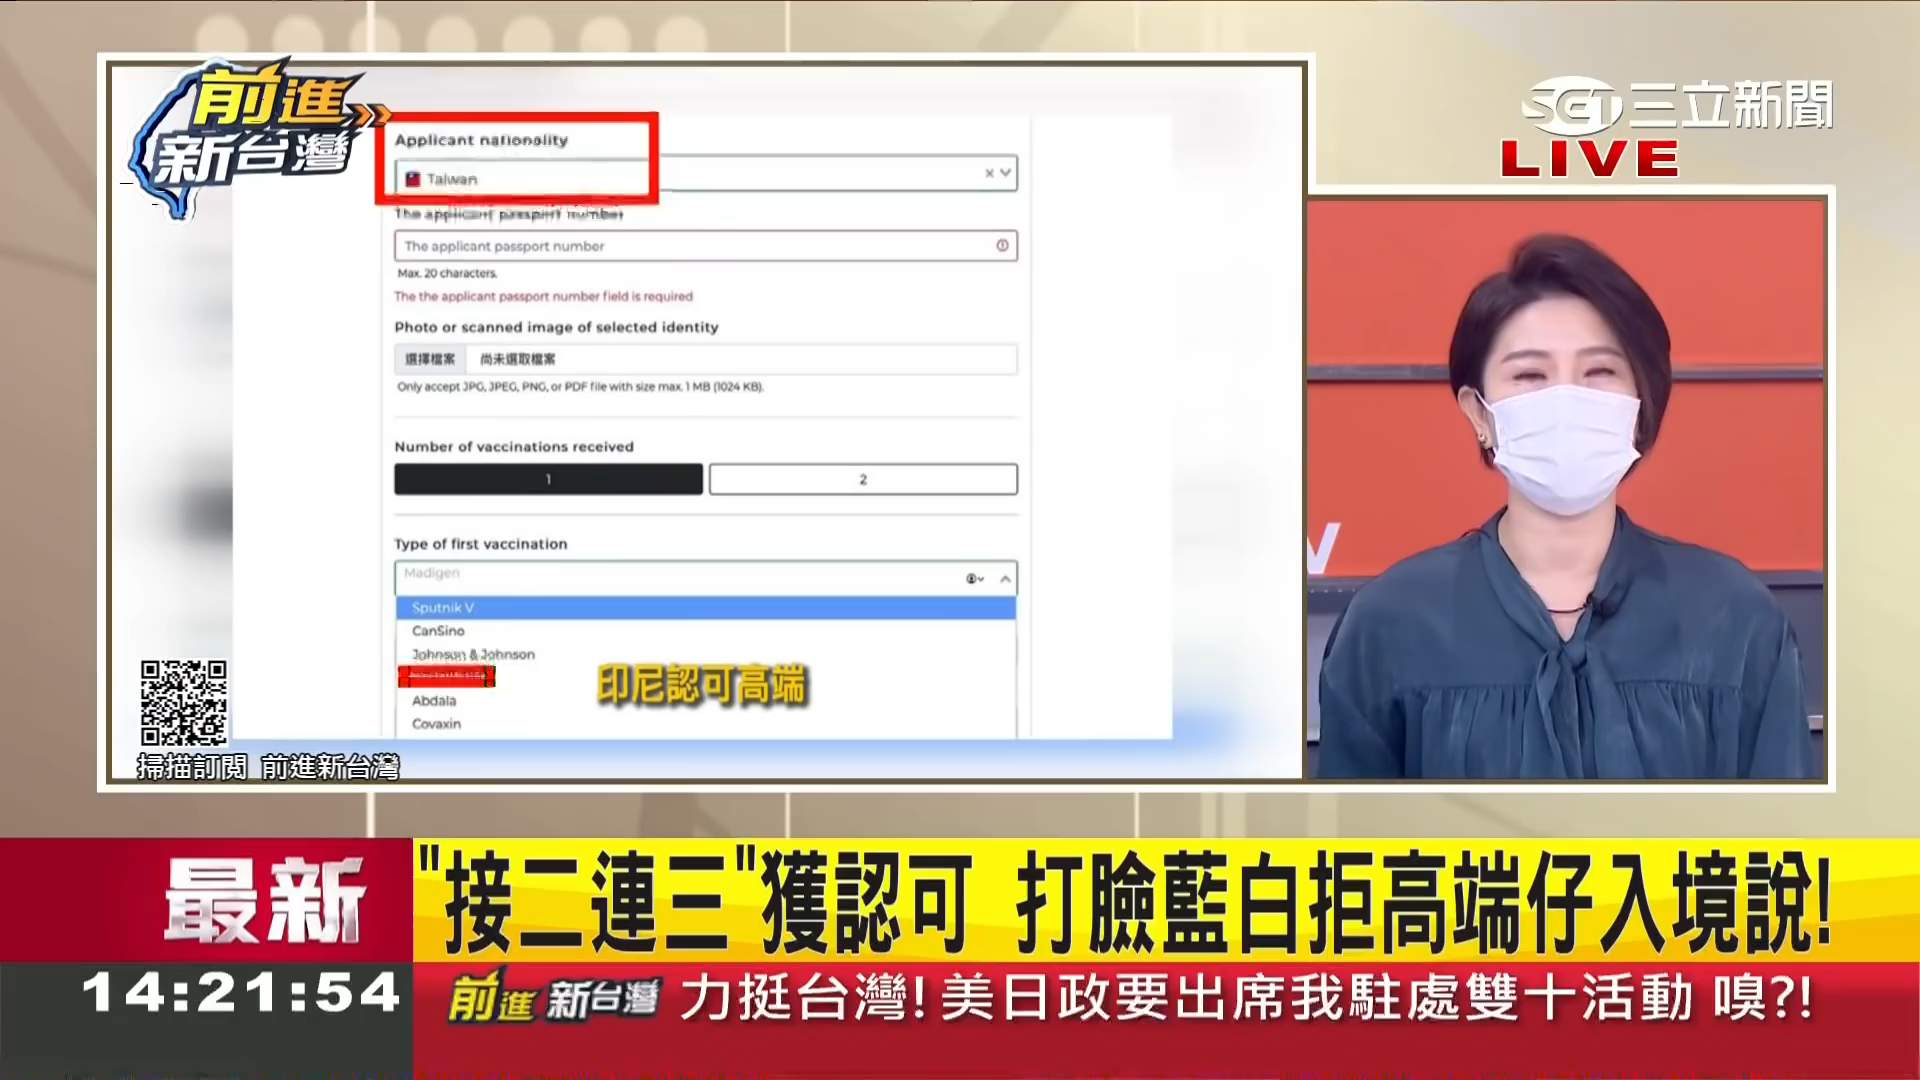 前進
新台灣
SET三立新聞
LIVE
Applicant nationality
Taiwan
The applicant passport number
The applicant passport number
Max. 20 characters.
The the applicant passport number field is required
Photo or scanned image of selected identity
選擇檔案 尚未選取檔案
Only accept JPG, JPEG, PNG, or PDF file with size max. 1 MB (1024 KB).
Number of vaccinations received
1 2
Type of first vaccination
Madigen
Sputnik V
CanSino
Johnson & Johnson
Abdala
Covaxin
印尼認可高端
掃描訂閱 前進新台灣
最新
"接二連三"獲認可 打臉藍白拒高端仔入境說!
14:21:54
前進新台灣 力挺台灣!美日政要出席我駐處雙十活動 嗅?!